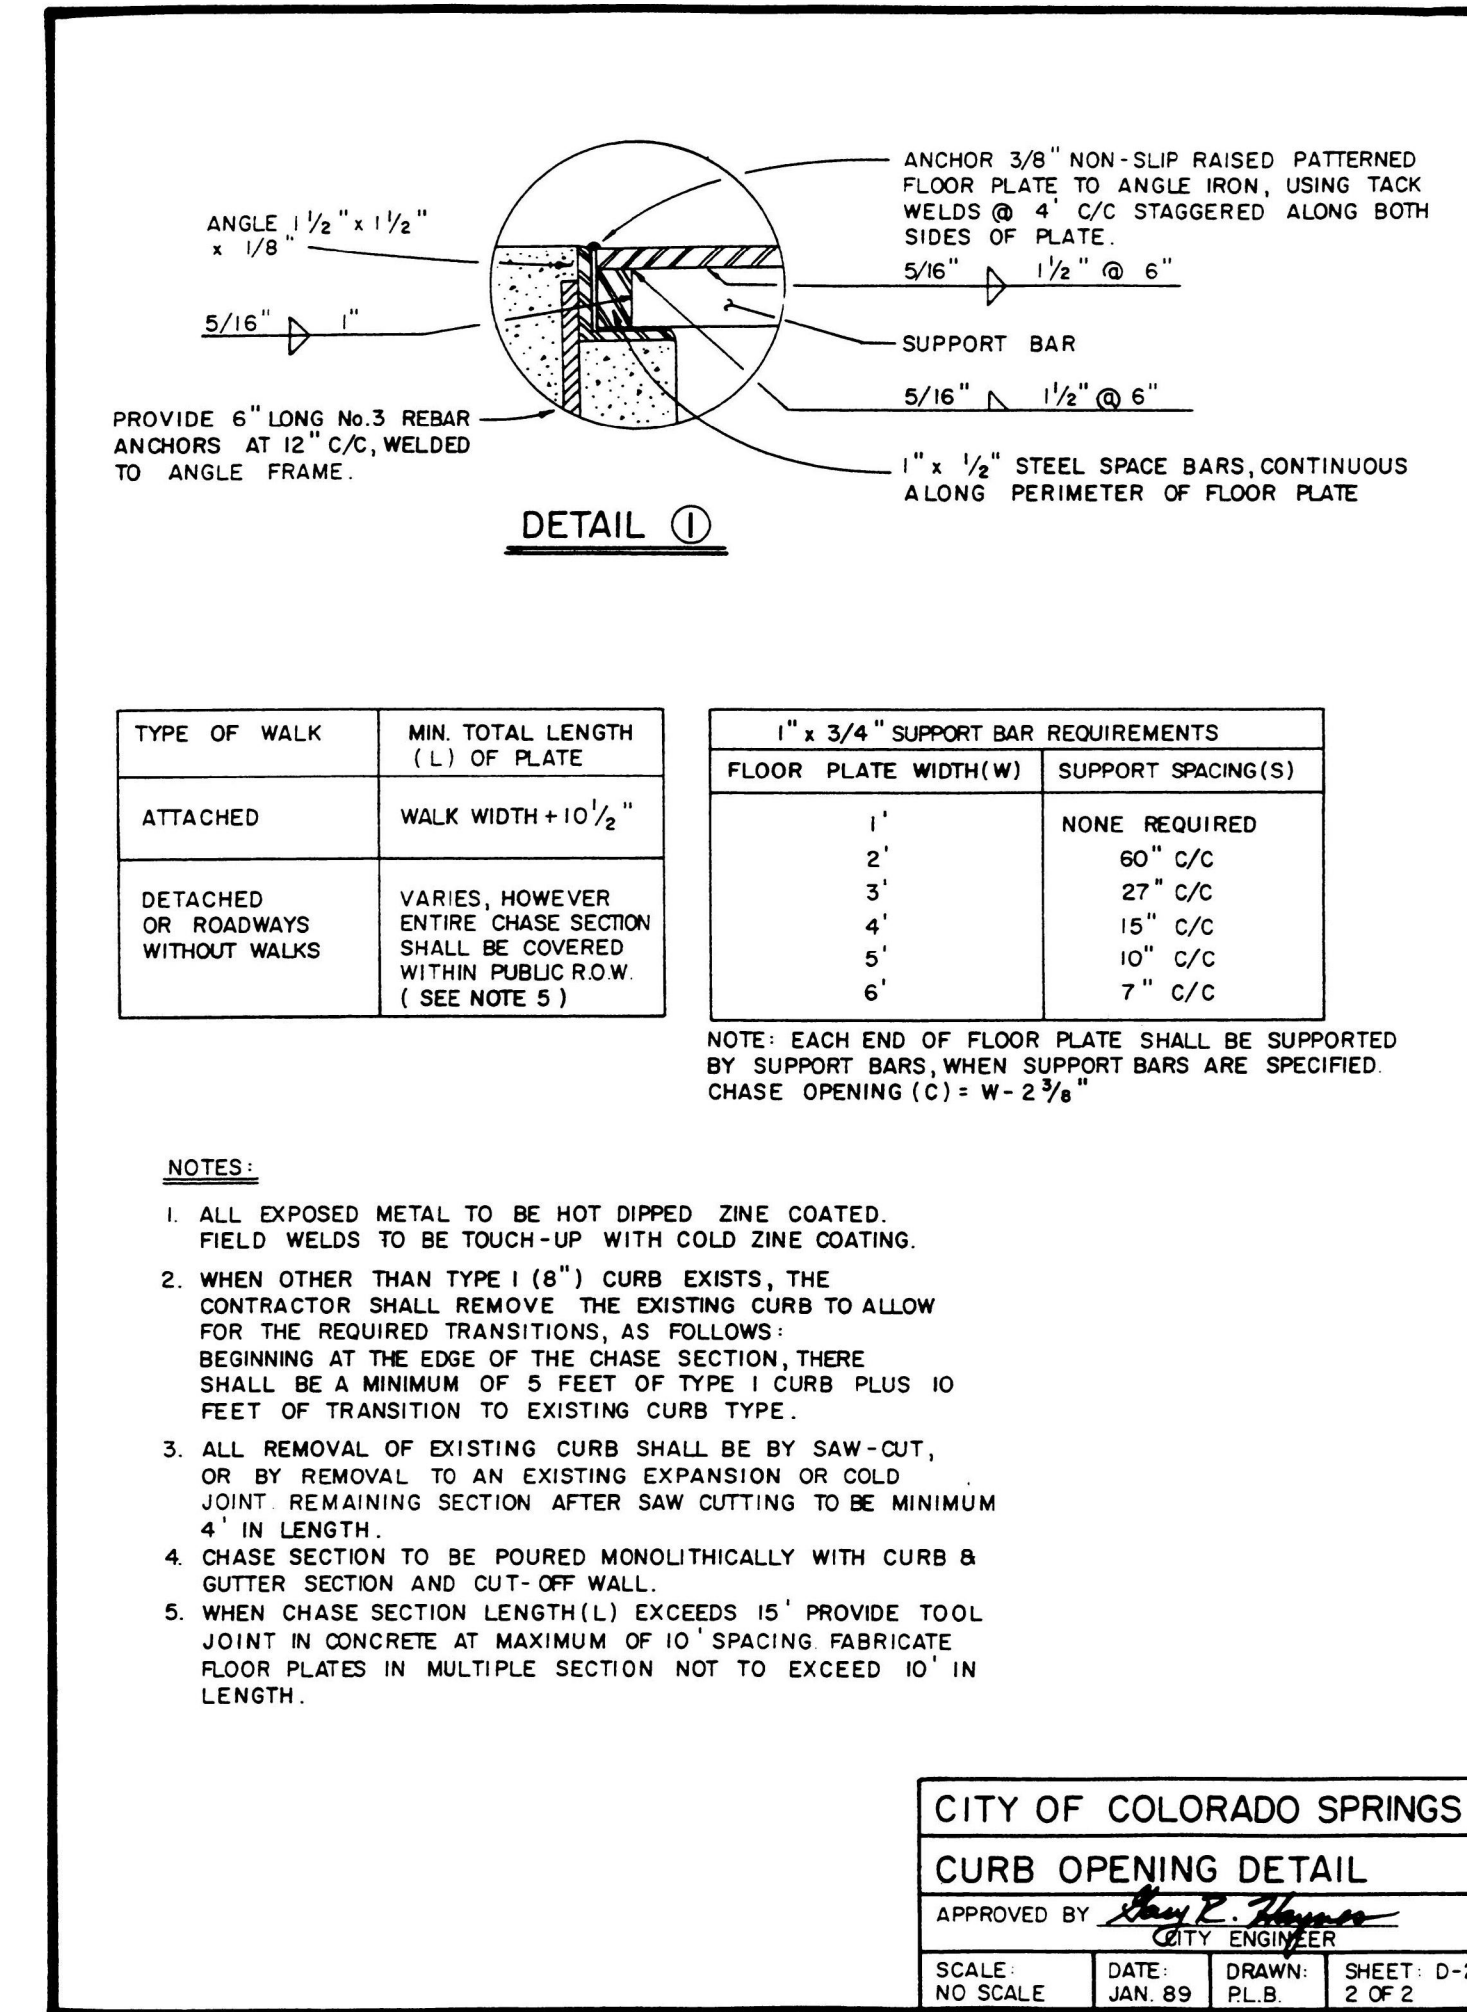 ANCHOR 3/8" NON-SLIP RAISED PATTERNED
FLOOR PLATE TO ANGLE IRON, USING TACK
WELDS @ 4' C/C STAGGERED ALONG BOTH
SIDES OF PLATE.
ANGLE 1 1/2" x 1 1/2"
x 1/8"
5/16" 1 1/2" @ 6"
5/16" 1"
SUPPORT BAR
5/16" 1 1/2" @ 6"
PROVIDE 6" LONG No.3 REBAR
ANCHORS AT 12" C/C, WELDED
TO ANGLE FRAME.
1" x 1/2" STEEL SPACE BARS, CONTINUOUS
ALONG PERIMETER OF FLOOR PLATE
DETAIL 1
TYPE OF WALK
MIN. TOTAL LENGTH
(L) OF PLATE
ATTACHED
WALK WIDTH + 10 1/2"
DETACHED
OR ROADWAYS
WITHOUT WALKS
VARIES, HOWEVER
ENTIRE CHASE SECTION
SHALL BE COVERED
WITHIN PUBLIC R.O.W.
( SEE NOTE 5 )
1" x 3/4" SUPPORT BAR REQUIREMENTS
FLOOR PLATE WIDTH(W) SUPPORT SPACING(S)
1' NONE REQUIRED
2' 60" C/C
3' 27" C/C
4' 15" C/C
5' 10" C/C
6' 7" C/C
NOTE: EACH END OF FLOOR PLATE SHALL BE SUPPORTED
BY SUPPORT BARS, WHEN SUPPORT BARS ARE SPECIFIED.
CHASE OPENING (C) = W - 2 3/8"
NOTES:
1. ALL EXPOSED METAL TO BE HOT DIPPED ZINE COATED.
FIELD WELDS TO BE TOUCH-UP WITH COLD ZINE COATING.
2. WHEN OTHER THAN TYPE 1 (8") CURB EXISTS, THE
CONTRACTOR SHALL REMOVE THE EXISTING CURB TO ALLOW
FOR THE REQUIRED TRANSITIONS, AS FOLLOWS:
BEGINNING AT THE EDGE OF THE CHASE SECTION, THERE
SHALL BE A MINIMUM OF 5 FEET OF TYPE 1 CURB PLUS 10
FEET OF TRANSITION TO EXISTING CURB TYPE.
3. ALL REMOVAL OF EXISTING CURB SHALL BE BY SAW-CUT,
OR BY REMOVAL TO AN EXISTING EXPANSION OR COLD
JOINT. REMAINING SECTION AFTER SAW CUTTING TO BE MINIMUM
4' IN LENGTH.
4. CHASE SECTION TO BE POURED MONOLITHICALLY WITH CURB &
GUTTER SECTION AND CUT-OFF WALL.
5. WHEN CHASE SECTION LENGTH(L) EXCEEDS 15' PROVIDE TOOL
JOINT IN CONCRETE AT MAXIMUM OF 10' SPACING. FABRICATE
FLOOR PLATES IN MULTIPLE SECTION NOT TO EXCEED 10' IN
LENGTH.
CITY OF COLORADO SPRINGS
CURB OPENING DETAIL
APPROVED BY Gary R. Haynes
CITY ENGINEER
SCALE: DATE: DRAWN: SHEET: D-
NO SCALE JAN. 89 P.L.B. 2 OF 2